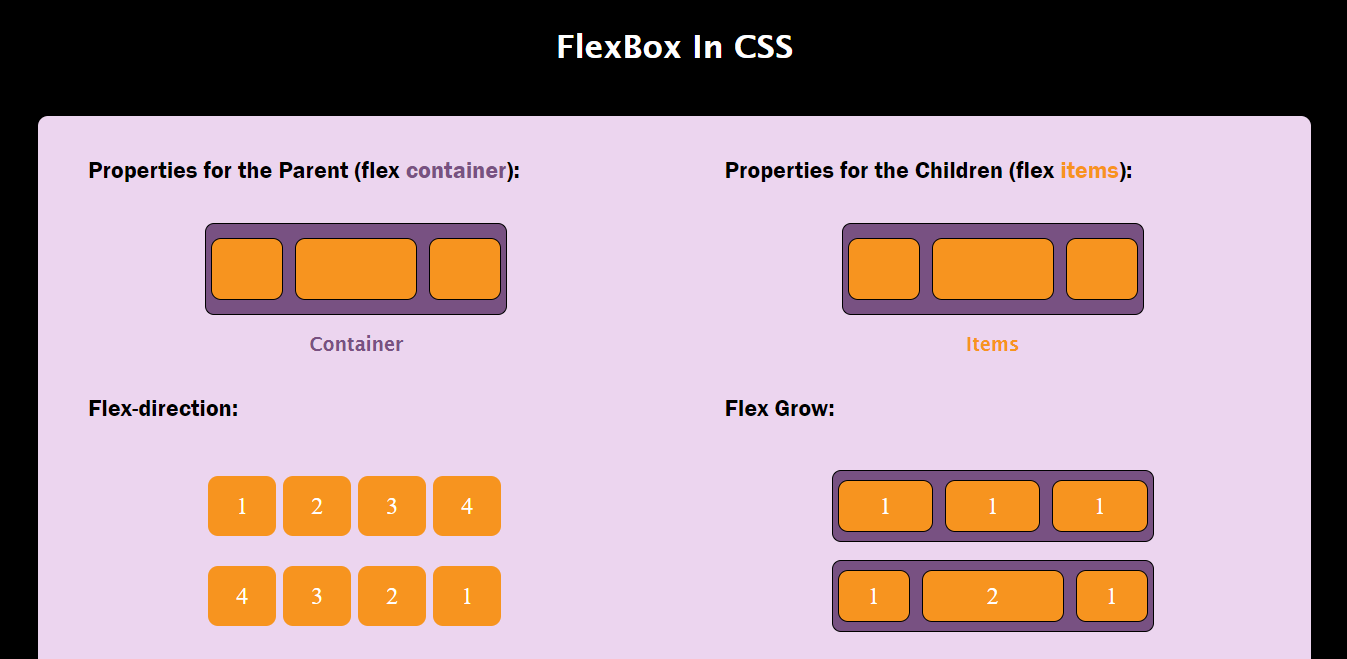 FlexBox In CSS
Properties for the Parent (flex container):
Container
Flex-direction:
1 2 3 4
4 3 2 1
Properties for the Children (flex items):
Items
Flex Grow:
1 1 1
1 2 1